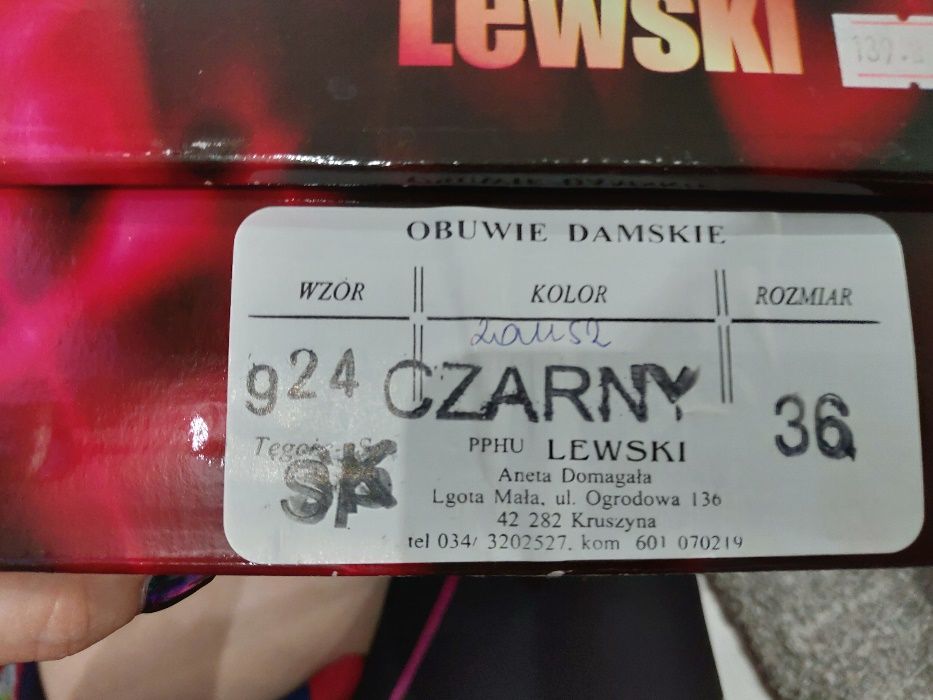 Lewski
139.
OBUWIE DAMSKIE
WZÓR KOLOR ROZMIAR
924 CZARNY 36
PPHU LEWSKI
SK
Aneta Domagała
Lgota Mała, ul. Ogrodowa 136
42 282 Kruszyna
tel 034/ 3202527, kom 601 070219